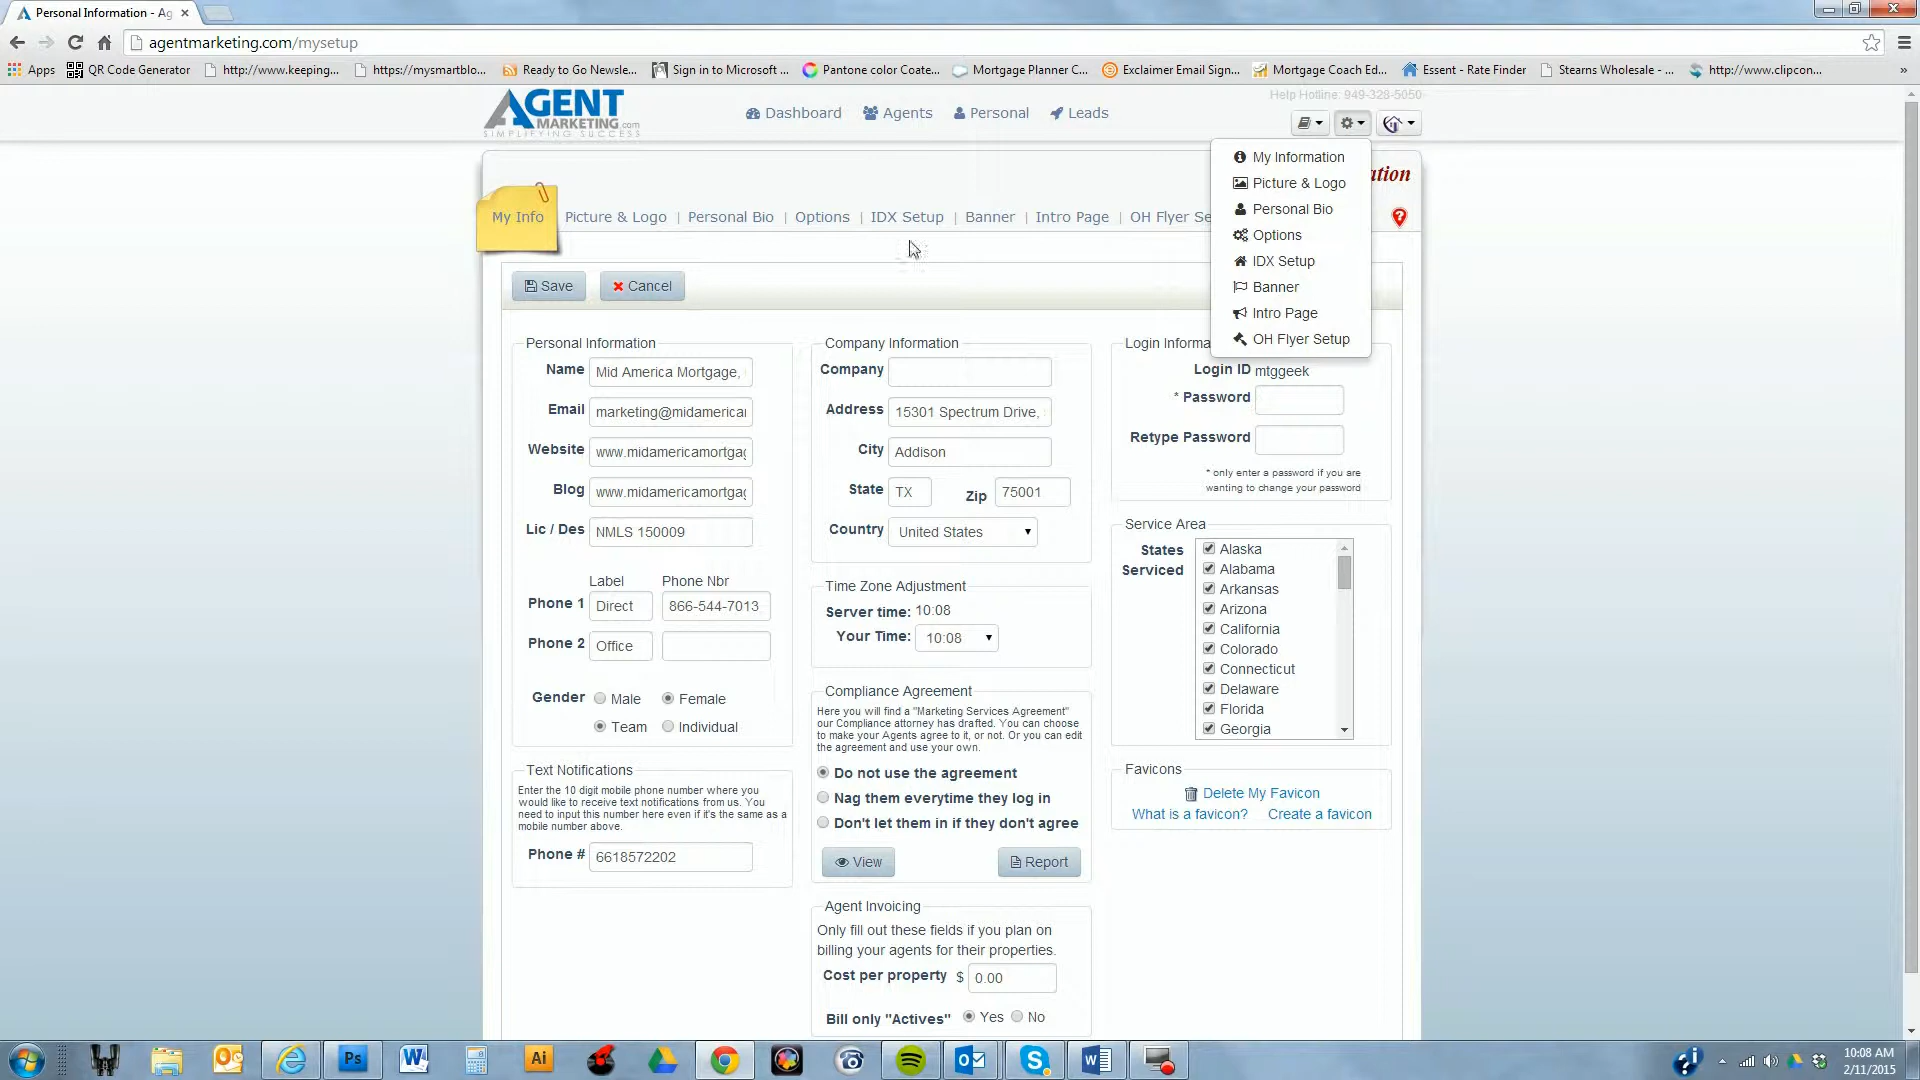 Personal Information - Ag
agentmarketing.com/mysetup
Apps QR Code Generator http://www.keeping... https://mysmartblo... Ready to Go Newsle... Sign in to Microsoft ... Pantone color Coate... Mortgage Planner C... Exclaimer Email Sign... Mortgage Coach Ed... Essent - Rate Finder Stearns Wholesale - ... http://www.clipcon... »
Help Hotline: 949-328-5050
AGENT
MARKETING.com
SIMPLIFYING SUCCESS
Dashboard Agents Personal Leads
My Information
Picture & Logo
Personal Bio
Options
IDX Setup
Banner
Intro Page
OH Flyer Setup
My Info Picture & Logo | Personal Bio | Options | IDX Setup | Banner | Intro Page | OH Flyer Se
Save Cancel
Personal Information
Name Mid America Mortgage,
Email marketing@midamerica
Website www.midamericamortgag
Blog www.midamericamortgag
Lic / Des NMLS 150009
Label Phone Nbr
Phone 1 Direct 866-544-7013
Phone 2 Office
Gender Male Female
Team Individual
Text Notifications
Enter the 10 digit mobile phone number where you
would like to receive text notifications from us. You
need to input this number here even if it's the same as a
mobile number above.
Phone # 6618572202
Company Information
Company
Address 15301 Spectrum Drive,
City Addison
State TX Zip 75001
Country United States
Time Zone Adjustment
Server time: 10:08
Your Time: 10:08
Compliance Agreement
Here you will find a "Marketing Services Agreement"
our Compliance attorney has drafted. You can choose
to make your Agents agree to it, or not. Or you can edit
the agreement and use your own.
Do not use the agreement
Nag them everytime they log in
Don't let them in if they don't agree
View Report
Agent Invoicing
Only fill out these fields if you plan on
billing your agents for their properties.
Cost per property $ 0.00
Bill only "Actives" Yes No
Login Informa
Login ID mtggeek
* Password
Retype Password
* only enter a password if you are
wanting to change your password
Service Area
States
Serviced
Alaska
Alabama
Arkansas
Arizona
California
Colorado
Connecticut
Delaware
Florida
Georgia
Favicons
Delete My Favicon
What is a favicon? Create a favicon
10:08 AM
2/11/2015